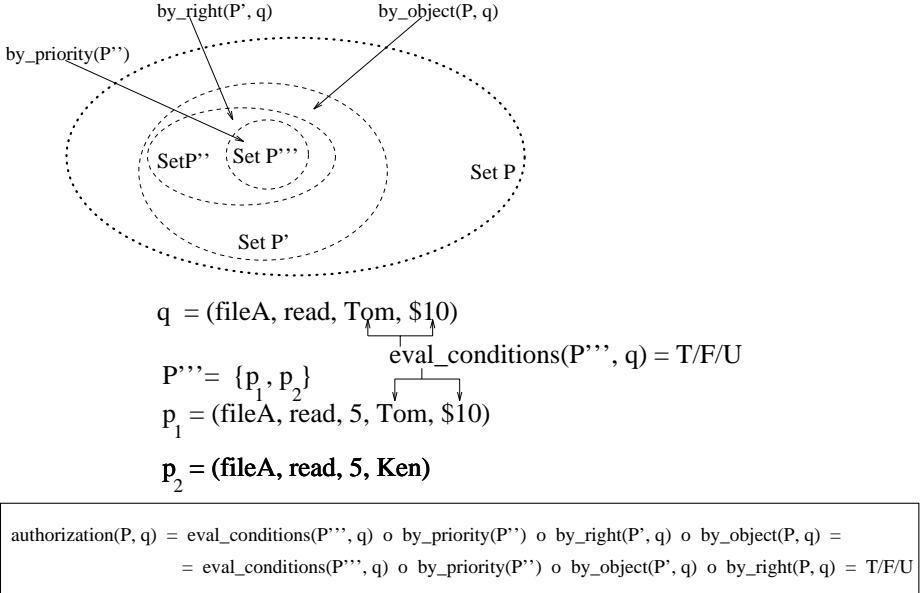 by_right(P', q)
by_object(P, q)
by_priority(P’’)
SetP’’
Set P’’’
Set P
Set P'
q = (fileA, read, Tom, $10)
eval_conditions(P’’’, q) = T/F/U
P’’’= {p1, p2}
p1 = (fileA, read, 5, Tom, $10)
p2 = (fileA, read, 5, Ken)
authorization(P, q) = eval_conditions(P’’’, q) o by_priority(P’’) o by_right(P', q) o by_object(P, q) =
= eval_conditions(P’’’, q) o by_priority(P’’) o by_object(P', q) o by_right(P, q) = T/F/U